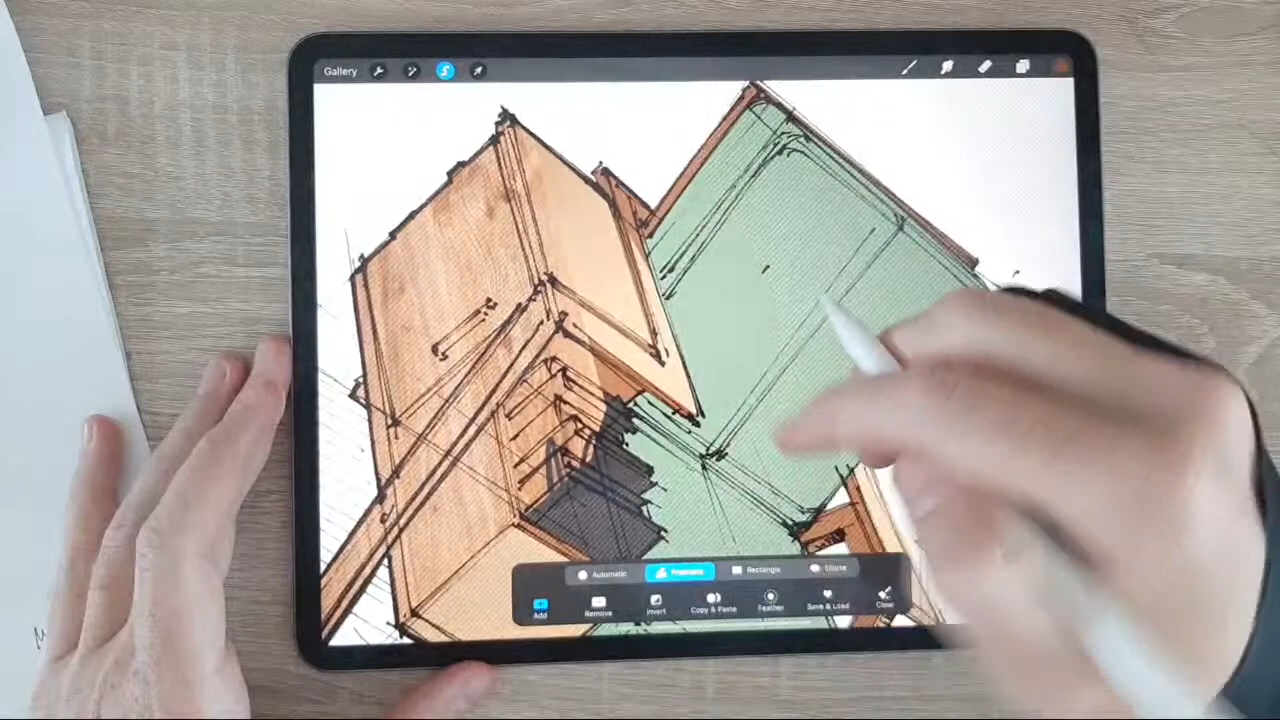 Gallery
Automatic Freehand Rectangle Ellipse
Add Remove Invert Copy & Paste Feather Save & Load Clear